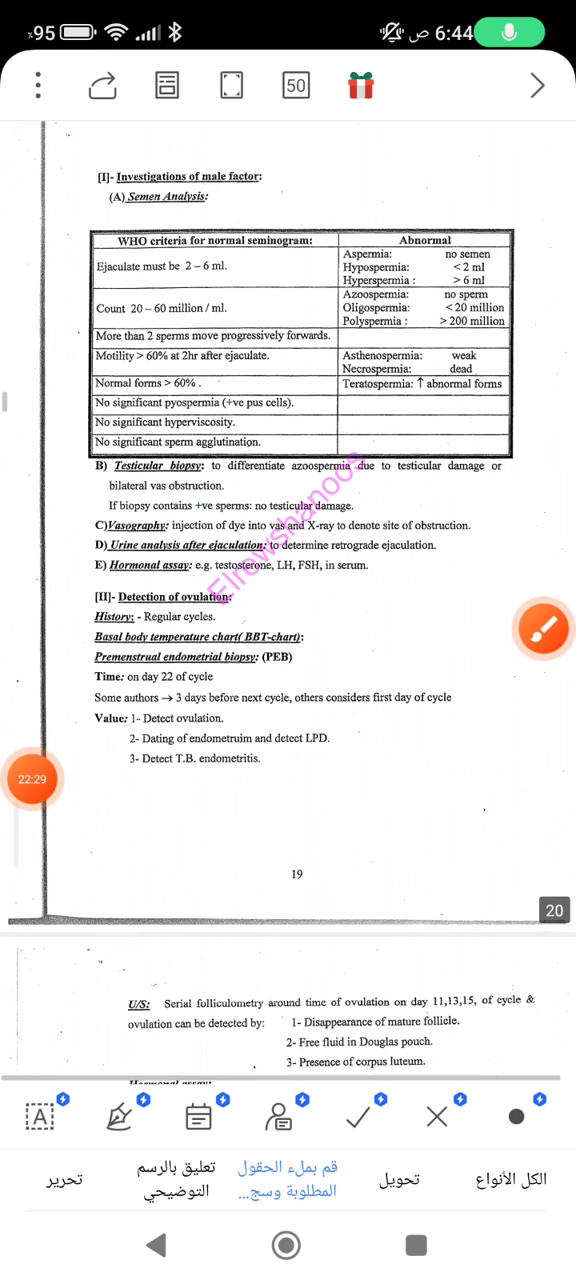 %95
6:44 ص
50
[I]- Investigations of male factor:
(A) Semen Analysis:
WHO criteria for normal seminogram: Abnormal
Ejaculate must be 2 – 6 ml. Aspermia: no semen
Hypospermia: < 2 ml
Hyperspermia : > 6 ml
Count 20 – 60 million / ml. Azoospermia: no sperm
Oligospermia: < 20 million
Polyspermia : > 200 million
More than 2 sperms move progressively forwards.
Motility > 60% at 2hr after ejaculate. Asthenospermia: weak
Necrospermia: dead
Normal forms > 60% . Teratospermia: ↑ abnormal forms
No significant pyospermia (+ve pus cells).
No significant hyperviscosity.
No significant sperm agglutination.
B) Testicular biopsy: to differentiate azoospermia due to testicular damage or
bilateral vas obstruction.
If biopsy contains +ve sperms: no testicular damage.
C)Vasography: injection of dye into vas and X-ray to denote site of obstruction.
D) Urine analysis after ejaculation: to determine retrograde ejaculation.
E) Hormonal assay: e.g. testosterone, LH, FSH, in serum.
Elrowshanoos
[II]- Detection of ovulation:
History: - Regular cycles.
Basal body temperature chart( BBT-chart):
Premenstrual endometrial biopsy: (PEB)
Time: on day 22 of cycle
Some authors → 3 days before next cycle, others considers first day of cycle
Value: 1- Detect ovulation.
2- Dating of endometruim and detect LPD.
3- Detect T.B. endometritis.
22:29
19
20
U/S: Serial folliculometry around time of ovulation on day 11,13,15, of cycle &
ovulation can be detected by: 1- Disappearance of mature follicle.
2- Free fluid in Douglas pouch.
3- Presence of corpus luteum.
A
الكل الأنواع
تحويل
قم بملء الحقول
المطلوبة وسج...
تعليق بالرسم
التوضيحي
تحرير